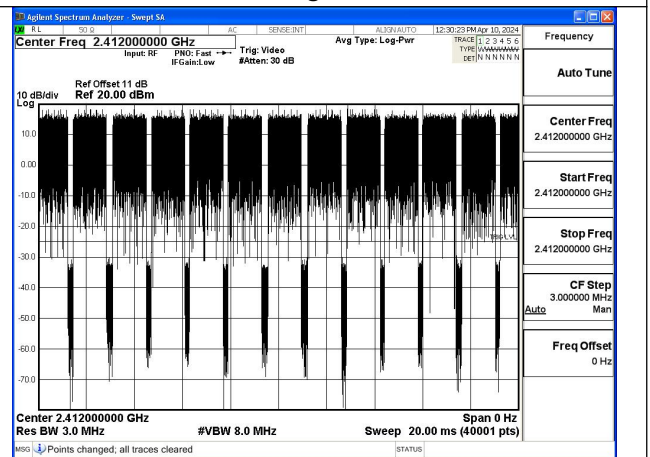 Agilent Spectrum Analyzer - Swept SA
RL 50 Ω AC SENSE:INT ALIGNAUTO 12:30:23 PM Apr 10, 2024
Center Freq 2.412000000 GHz
Input: RF PNO: Fast
IFGain:Low
Trig: Video
#Atten: 30 dB
Avg Type: Log-Pwr
TRACE 1 2 3 4 5 6
TYPE WWWWWW
DET N N N N N N
Ref Offset 11 dB
10 dB/div Ref 20.00 dBm
Log
10.0
0.00
-10.0
-20.0
-30.0
-40.0
-50.0
-60.0
-70.0
TRIG LVL
Center 2.412000000 GHz Span 0 Hz
Res BW 3.0 MHz #VBW 8.0 MHz Sweep 20.00 ms (40001 pts)
MSG Points changed; all traces cleared STATUS
Frequency
Auto Tune
Center Freq
2.412000000 GHz
Start Freq
2.412000000 GHz
Stop Freq
2.412000000 GHz
CF Step
3.000000 MHz
Auto Man
Freq Offset
0 Hz